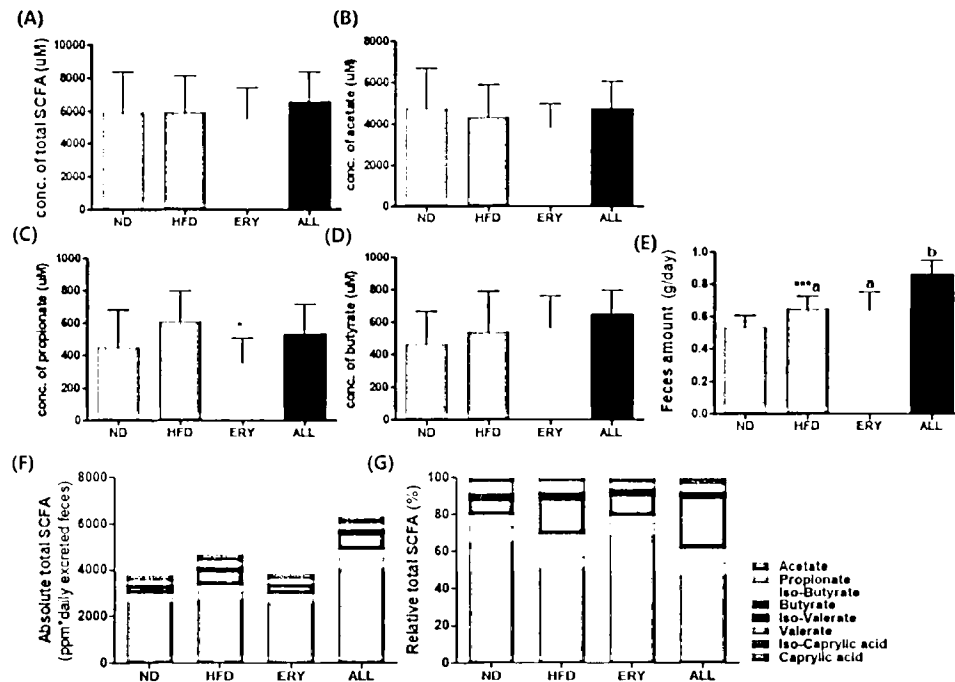 (A)
conc. of total SCFA (uM)
10000
8000
6000
4000
2000
0
ND HFD ERY ALL
(B)
conc. of acetate (uM)
8000
6000
4000
2000
0
ND HFD ERY ALL
(C)
conc. of propionate (uM)
1000
800
600
400
200
0
*
ND HFD ERY ALL
(D)
conc. of butyrate (uM)
1000
800
600
400
200
0
ND HFD ERY ALL
(E)
Feces amount (g/day)
1.0
0.8
0.6
0.4
0.2
0.0
***a a b
ND HFD ERY ALL
(F)
Absolute total SCFA
(ppm*daily excreted feces)
8000
6000
4000
2000
0
ND HFD ERY ALL
(G)
Relative total SCFA (%)
100
80
60
40
20
0
ND HFD ERY ALL
Acetate
Propionate
Iso-Butyrate
Butyrate
Iso-Valerate
Valerate
Iso-Caprylic acid
Caprylic acid